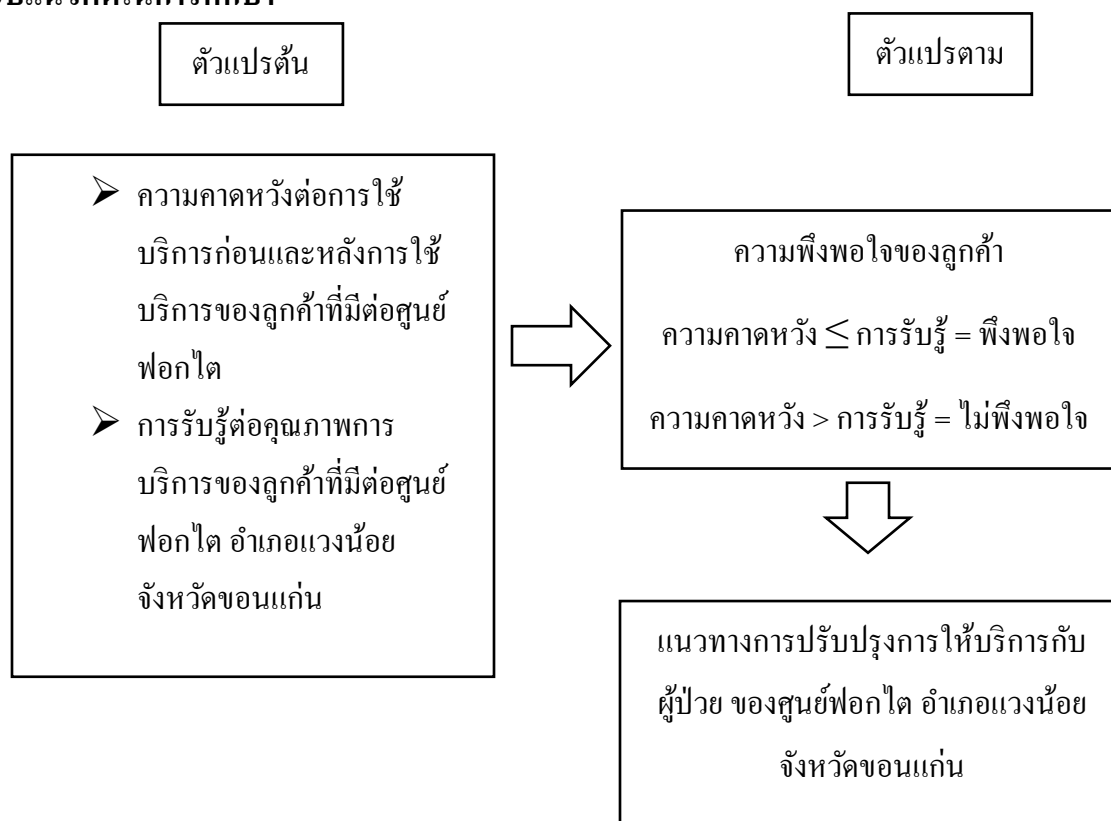 ตัวแปรต้น
ตัวแปรตาม
➢ ความคาดหวังต่อการใช้
บริการก่อนและหลังการใช้
บริการของลูกค้าที่มีต่อศูนย์
ฟอกไต
➢ การรับรู้ต่อคุณภาพการ
บริการของลูกค้าที่มีต่อศูนย์
ฟอกไต อำเภอแวงน้อย
จังหวัดขอนแก่น
ความพึงพอใจของลูกค้า
ความคาดหวัง ≤ การรับรู้ = พึงพอใจ
ความคาดหวัง > การรับรู้ = ไม่พึงพอใจ
แนวทางการปรับปรุงการให้บริการกับ
ผู้ป่วย ของศูนย์ฟอกไต อำเภอแวงน้อย
จังหวัดขอนแก่น